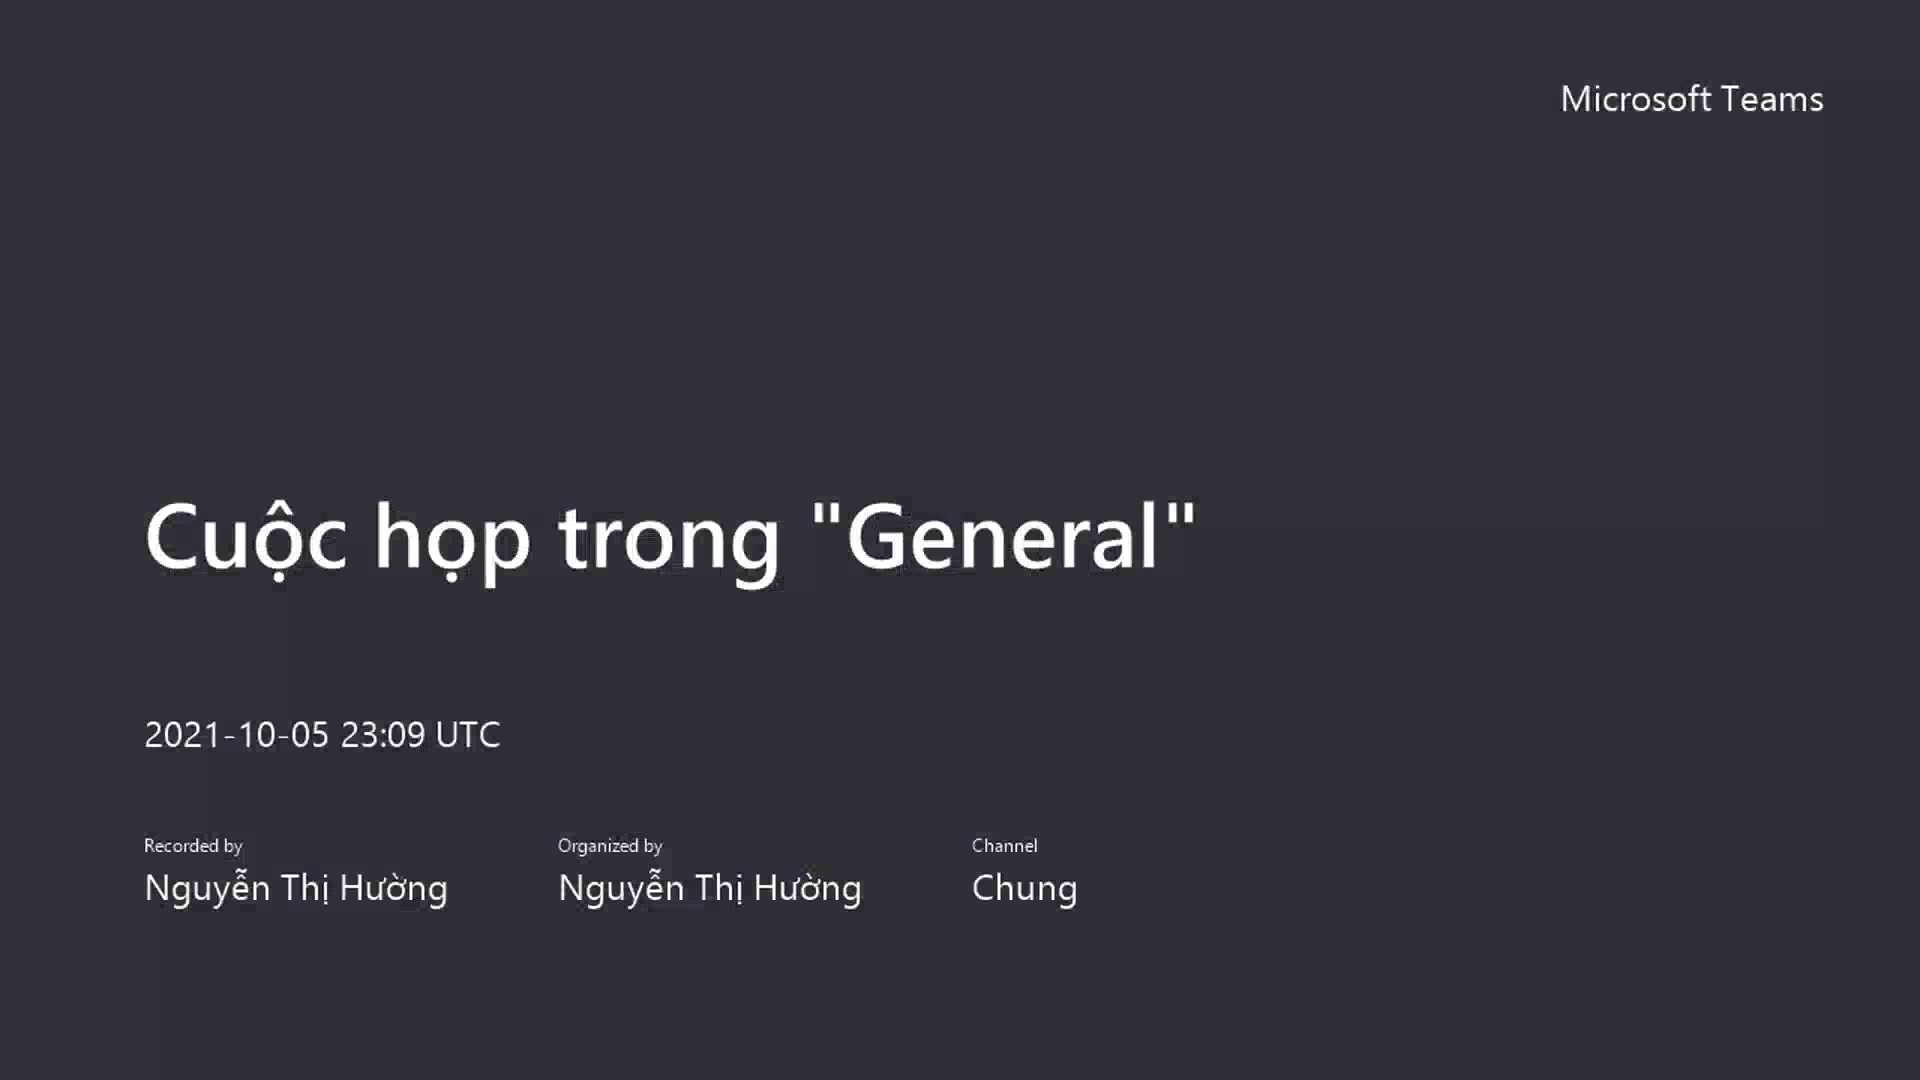 Microsoft Teams
Cuộc họp trong "General"
2021-10-05 23:09 UTC
Recorded by
Nguyễn Thị Hường
Organized by
Nguyễn Thị Hường
Channel
Chung